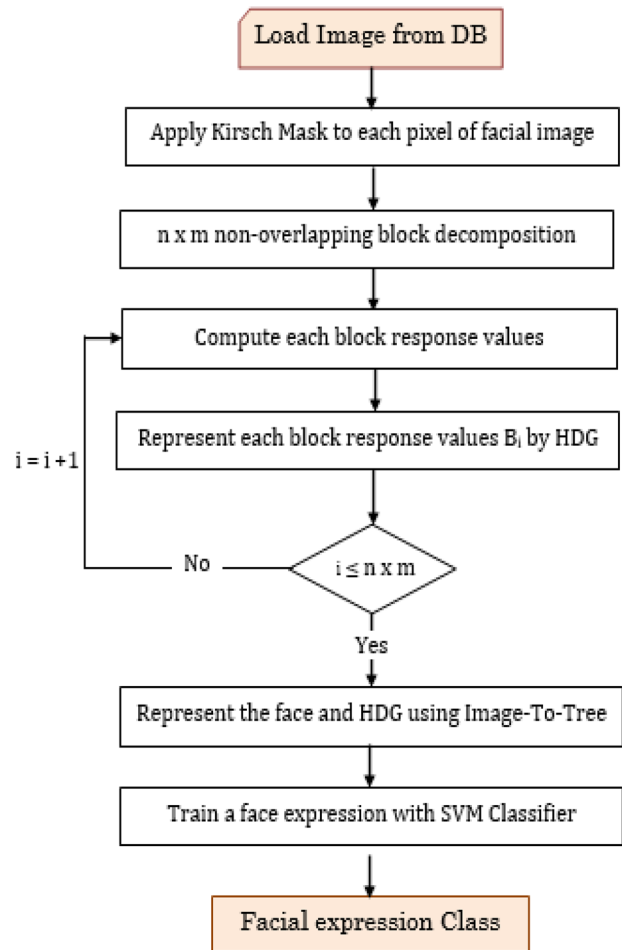 Load Image from DB
Apply Kirsch Mask to each pixel of facial image
n x m non-overlapping block decomposition
Compute each block response values
Represent each block response values Bᵢ by HDG
i = i +1
i ≤ n x m
No
Yes
Represent the face and HDG using Image-To-Tree
Train a face expression with SVM Classifier
Facial expression Class